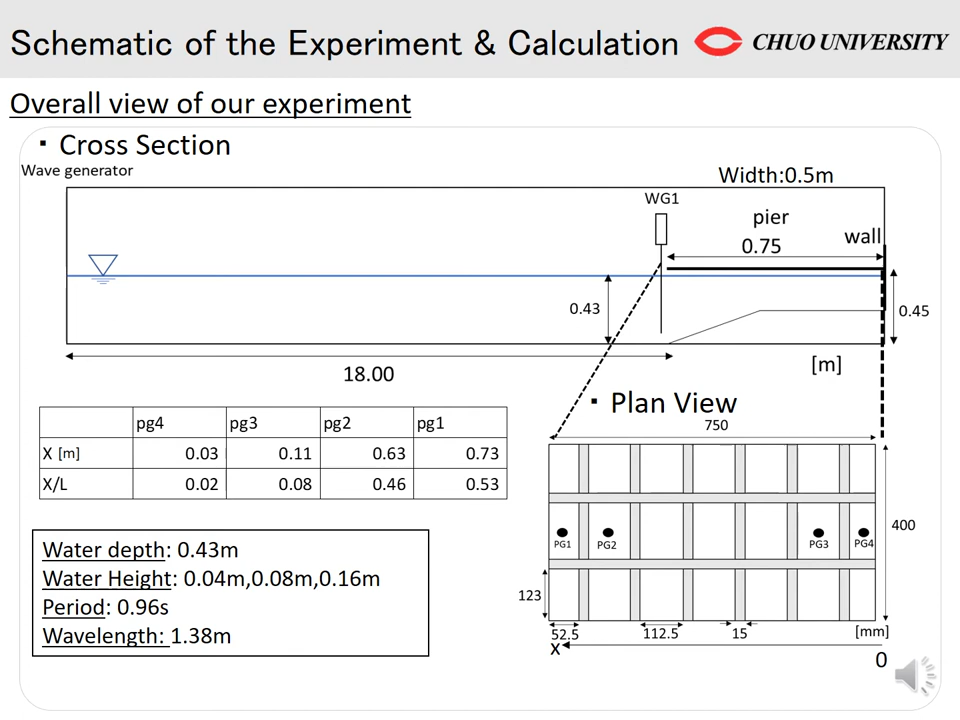 Schematic of the Experiment & Calculation
CHUO UNIVERSITY
Overall view of our experiment
・Cross Section
Wave generator
Width:0.5m
WG1
pier
wall
0.75
0.43
0.45
18.00
[m]
・Plan View
750
pg4 pg3 pg2 pg1
X [m] 0.03 0.11 0.63 0.73
X/L 0.02 0.08 0.46 0.53
400
PG1 PG2 PG3 PG4
123
52.5 112.5 15 [mm]
X
0
Water depth: 0.43m
Water Height: 0.04m,0.08m,0.16m
Period: 0.96s
Wavelength: 1.38m